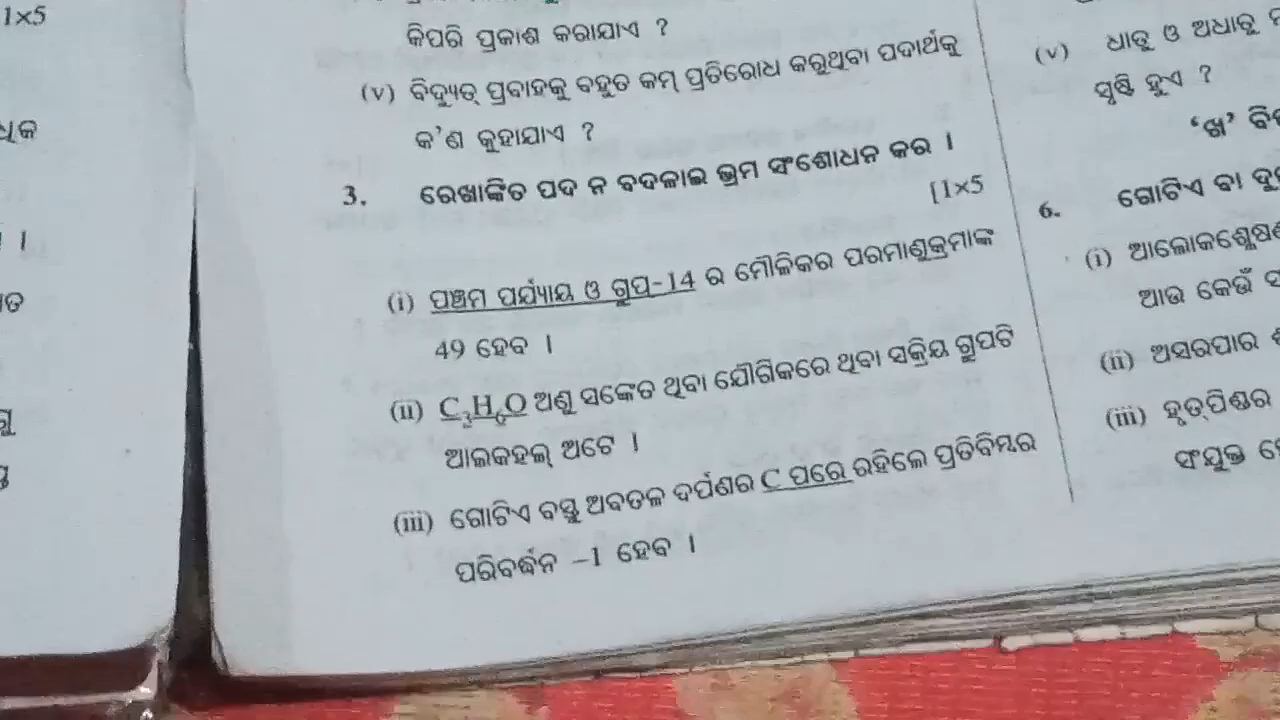 1×5
କିପରି ପ୍ରକାଶ କରାଯାଏ ?
(v) ବିଦ୍ୟୁତ୍ ପ୍ରବାହକୁ ବହୁତ କମ୍ ପ୍ରତିରୋଧ କରୁଥିବା ପଦାର୍ଥକୁ
କ'ଣ କୁହାଯାଏ ?
3. ରେଖାଙ୍କିତ ପଦ ନ ବଦଳାଇ ଭ୍ରମ ସଂଶୋଧନ କର ।
[1×5
(i) ପଞ୍ଚମ ପର୍ଯ୍ୟାୟ ଓ ଗ୍ରୁପ୍-14 ର ମୌଳିକର ପରମାଣୁକ୍ରମାଙ୍କ
49 ହେବ ।
(ii) C₃H₆O ଅଣୁ ସଙ୍କେତ ଥିବା ଯୌଗିକରେ ଥିବା ସକ୍ରିୟ ଗ୍ରୁପଟି
ଆଲକହଲ୍ ଅଟେ ।
(iii) ଗୋଟିଏ ବସ୍ତୁ ଅବତଳ ଦର୍ପଣର C ପରେ ରହିଲେ ପ୍ରତିବିମ୍ବର
ପରିବର୍ଦ୍ଧନ –1 ହେବ ।
(v) ଧାତୁ ଓ ଅଧାତୁ
ସୃଷ୍ଟି ହୁଏ ?
'ଖ'
6. ଗୋଟିଏ ବା
(i)
ଆଉ କେଉଁ
(ii) ଅସରପାର
(iii) ହୃତ୍‌ପିଣ୍ଡର
ସଂଯୁକ୍ତ